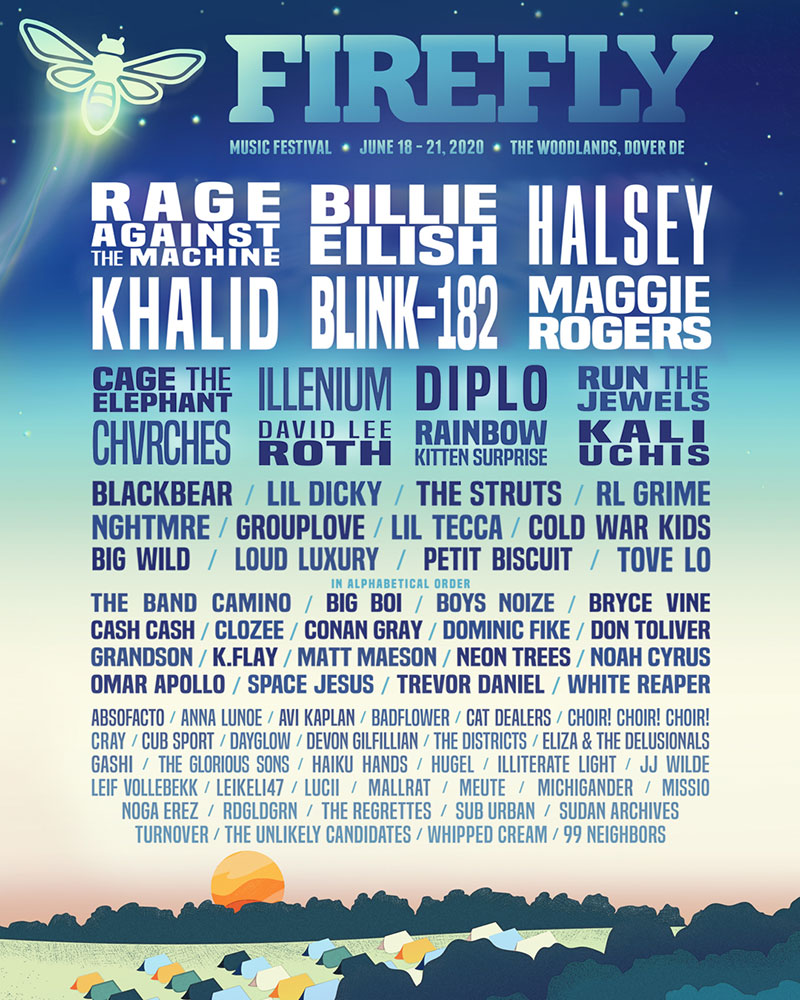 FIREFLY
MUSIC FESTIVAL • JUNE 18 - 21, 2020 • THE WOODLANDS, DOVER DE
RAGE AGAINST THE MACHINE BILLIE EILISH HALSEY
KHALID BLINK-182 MAGGIE ROGERS
CAGE THE ELEPHANT ILLENIUM DIPLO RUN THE JEWELS
CHVRCHES DAVID LEE ROTH RAINBOW KITTEN SURPRISE KALI UCHIS
BLACKBEAR / LIL DICKY / THE STRUTS / RL GRIME
NGHTMRE / GROUPLOVE / LIL TECCA / COLD WAR KIDS
BIG WILD / LOUD LUXURY / PETIT BISCUIT / TOVE LO
IN ALPHABETICAL ORDER
THE BAND CAMINO / BIG BOI / BOYS NOIZE / BRYCE VINE
CASH CASH / CLOZEE / CONAN GRAY / DOMINIC FIKE / DON TOLIVER
GRANDSON / K.FLAY / MATT MAESON / NEON TREES / NOAH CYRUS
OMAR APOLLO / SPACE JESUS / TREVOR DANIEL / WHITE REAPER
ABSOFACTO / ANNA LUNOE / AVI KAPLAN / BADFLOWER / CAT DEALERS / CHOIR! CHOIR! CHOIR!
CRAY / CUB SPORT / DAYGLOW / DEVON GILFILLIAN / THE DISTRICTS / ELIZA & THE DELUSIONALS
GASHI / THE GLORIOUS SONS / HAIKU HANDS / HUGEL / ILLITERATE LIGHT / JJ WILDE
LEIF VOLLEBEKK / LEIKELI47 / LUCII / MALLRAT / MEUTE / MICHIGANDER / MISSIO
NOGA EREZ / RDGLDGRN / THE REGRETTES / SUB URBAN / SUDAN ARCHIVES
TURNOVER / THE UNLIKELY CANDIDATES / WHIPPED CREAM / 99 NEIGHBORS